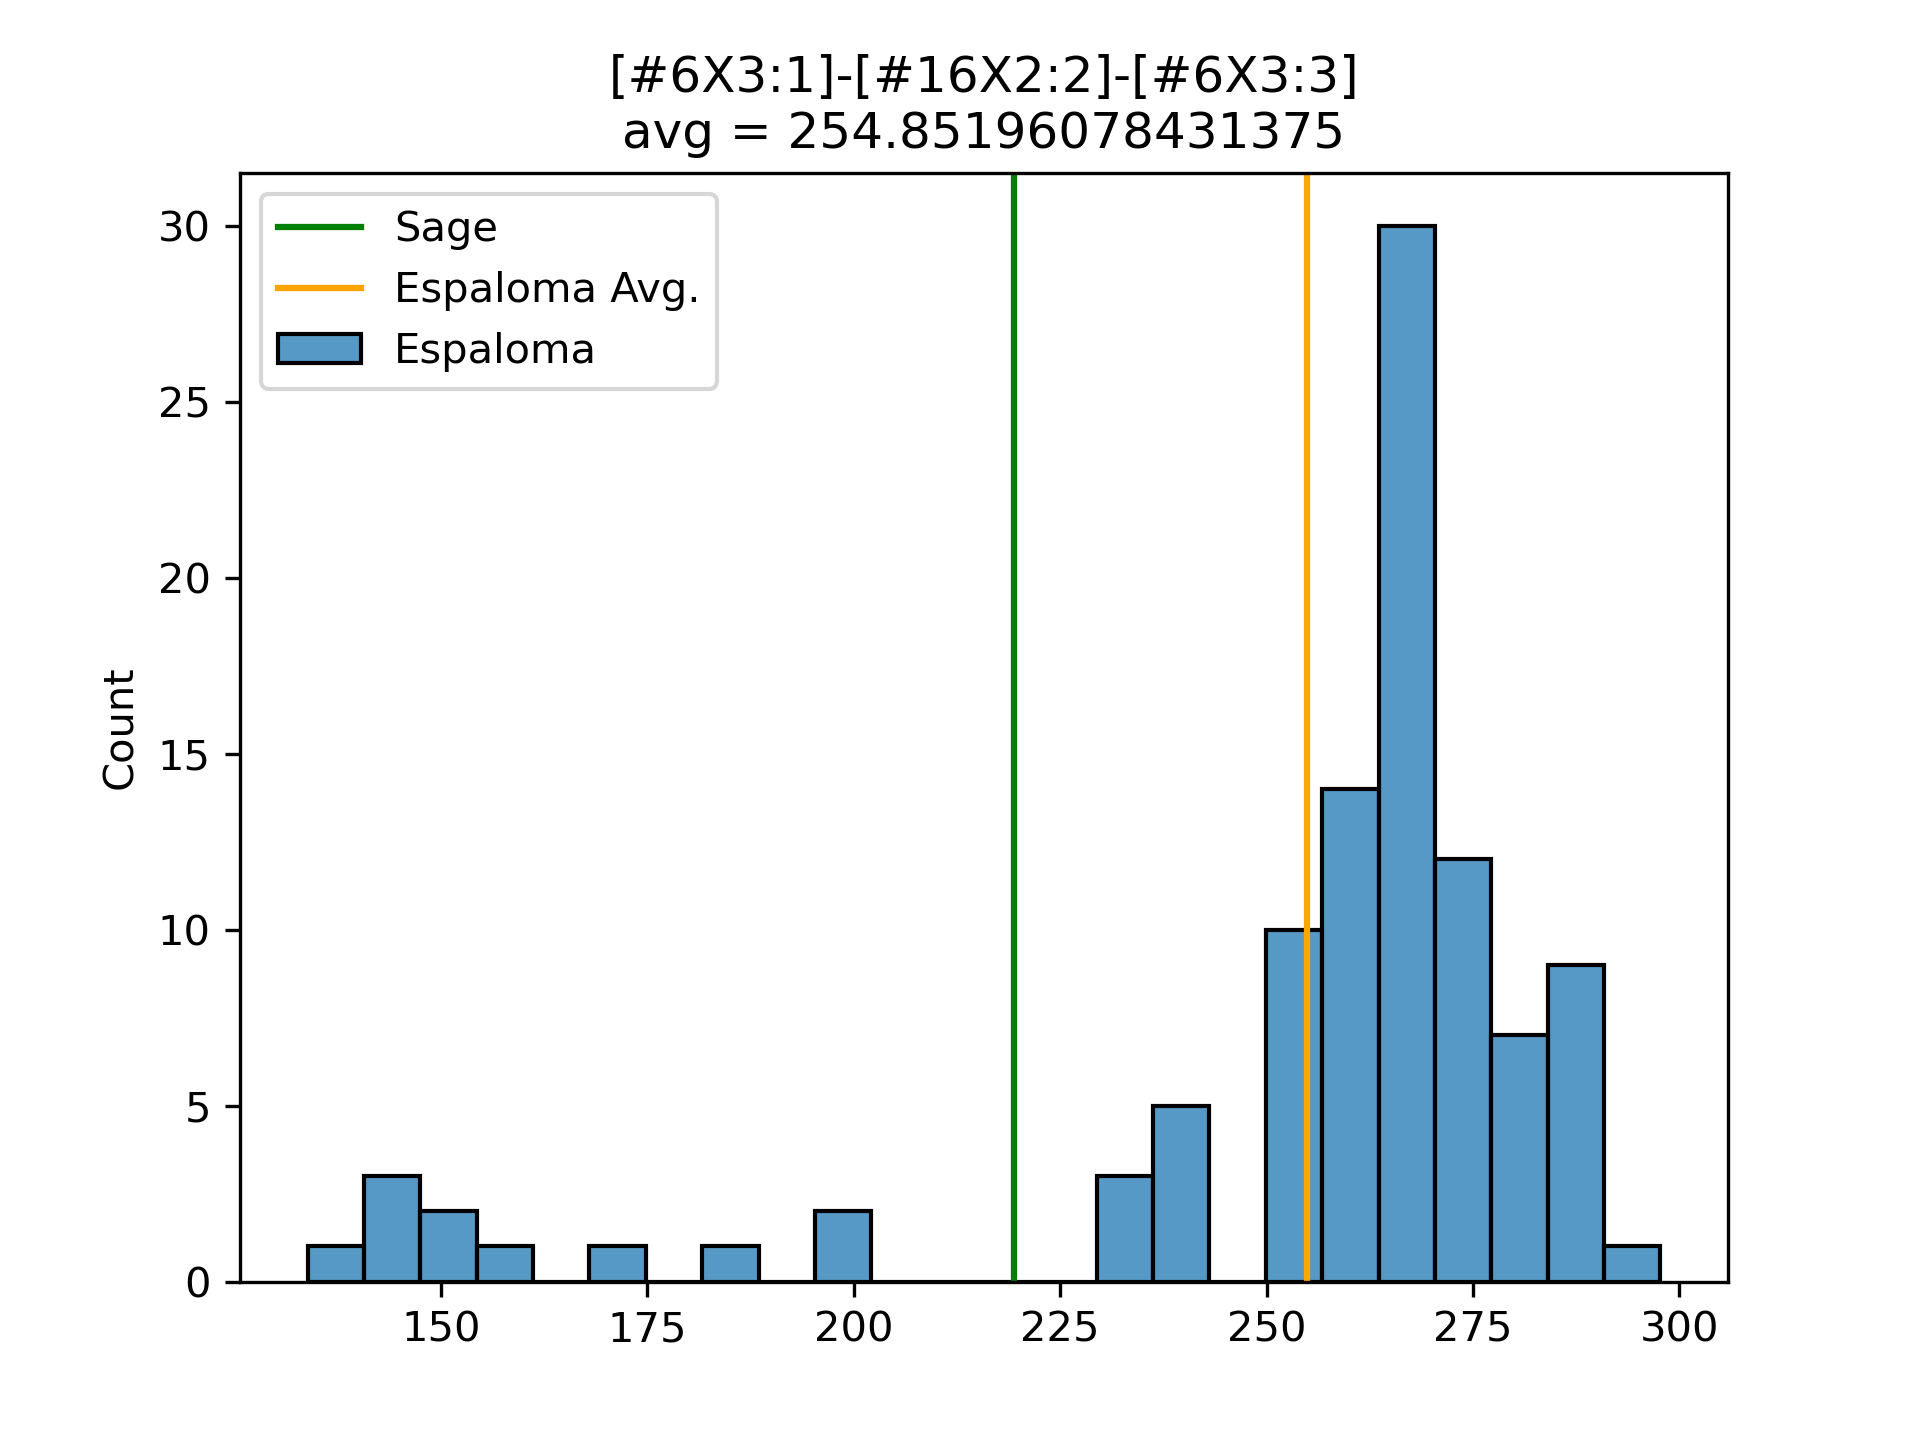 [#6X3:1]-[#16X2:2]-[#6X3:3]
avg = 254.85196078431375
Sage
Espaloma Avg.
Espaloma
Count
30
25
20
15
10
5
0
150 175 200 225 250 275 300